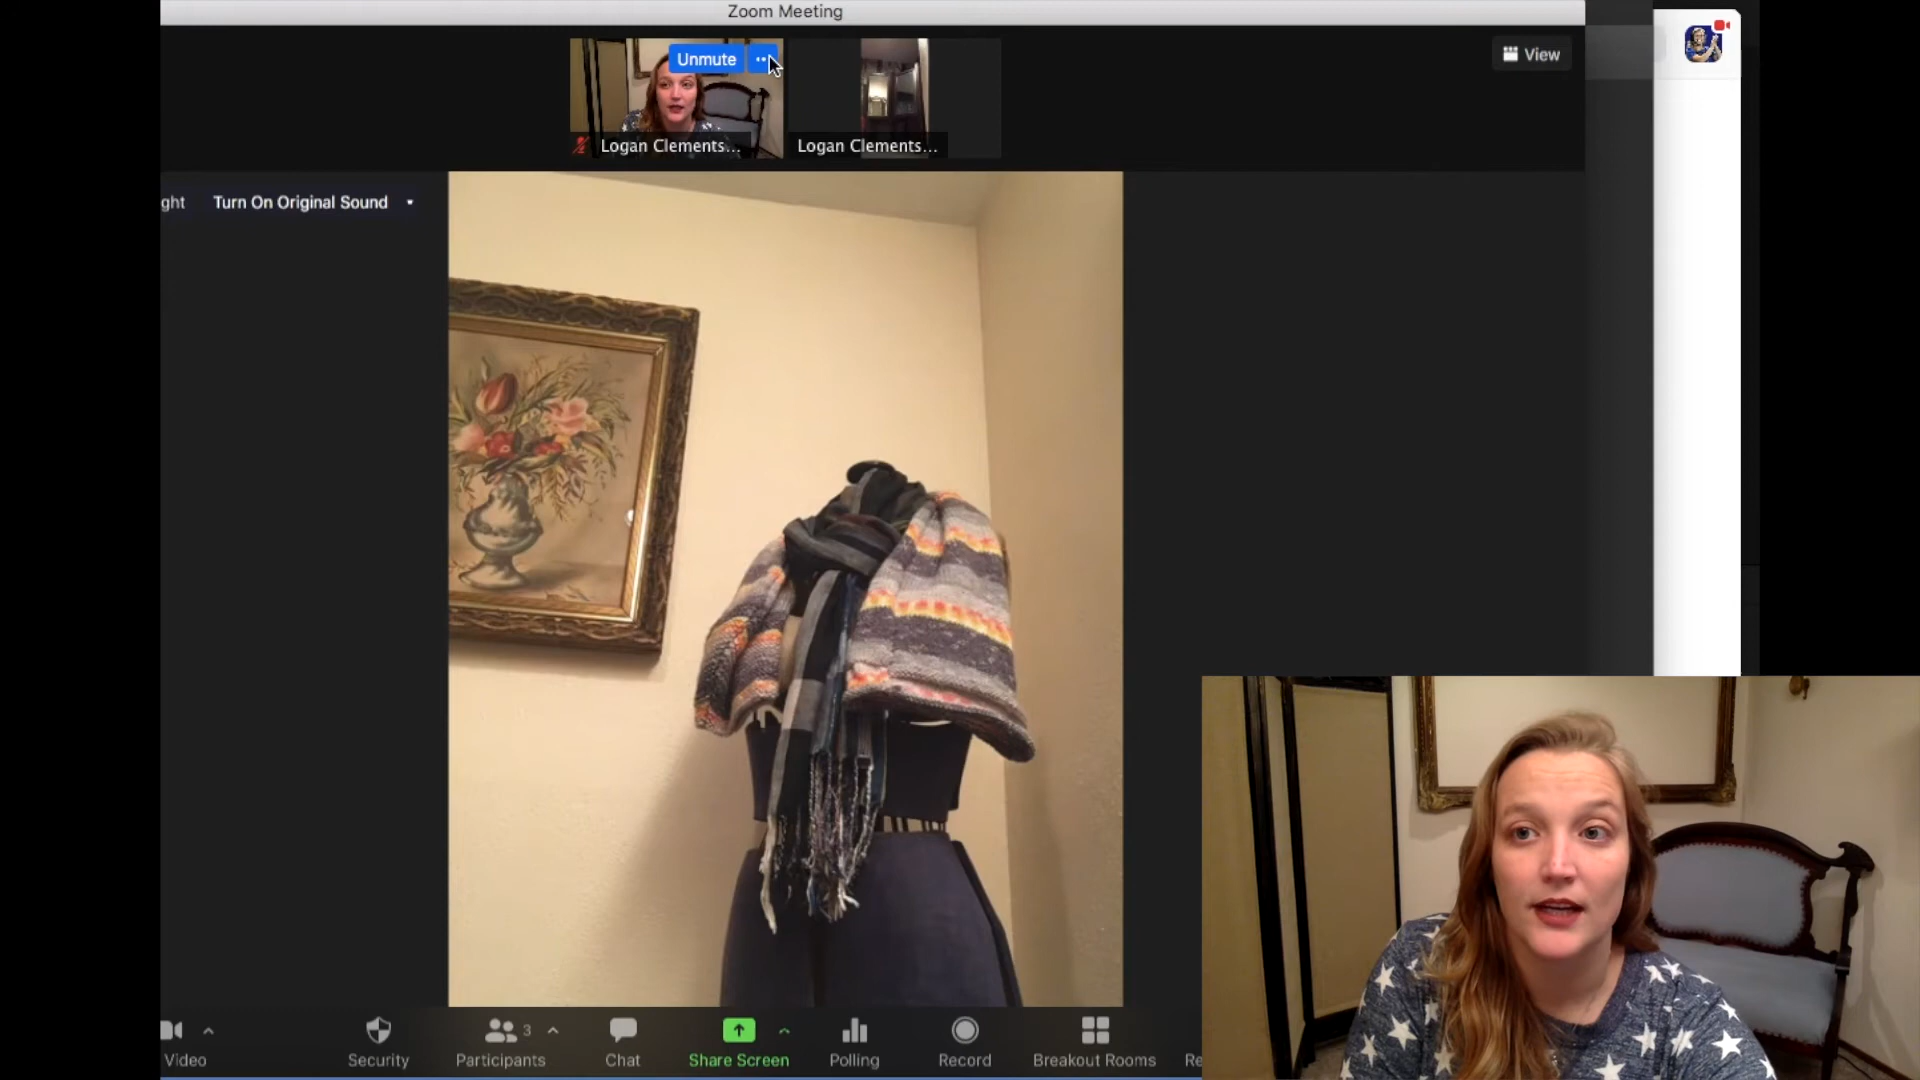 Zoom Meeting
Unmute
View
Logan Clements...
Logan Clements...
ght
Turn On Original Sound
3
Video
Security
Participants
Chat
Share Screen
Polling
Record
Breakout Rooms
Re